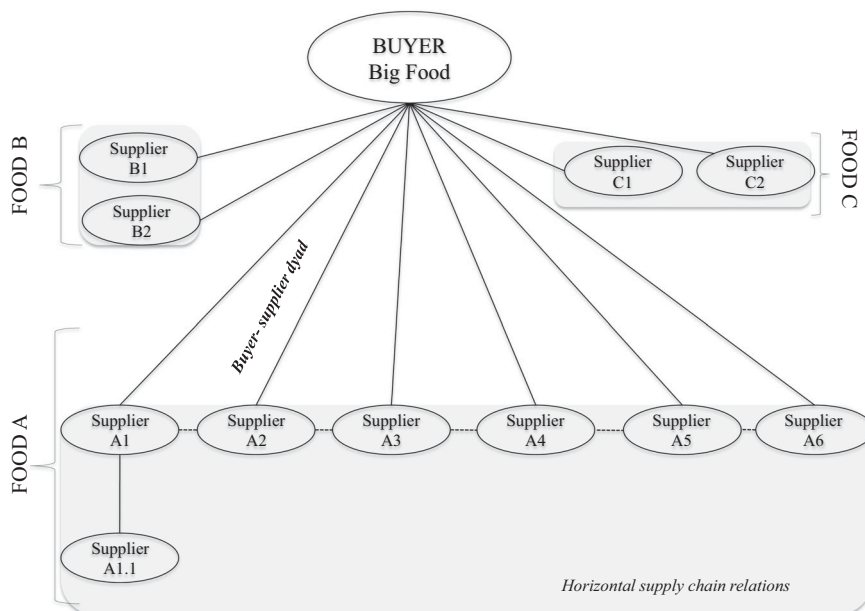 BUYER
Big Food
FOOD B
Supplier
B1
Supplier
B2
Supplier
C1
Supplier
C2
FOOD C
Buyer- supplier dyad
FOOD A
Supplier
A1
Supplier
A2
Supplier
A3
Supplier
A4
Supplier
A5
Supplier
A6
Supplier
A1.1
Horizontal supply chain relations